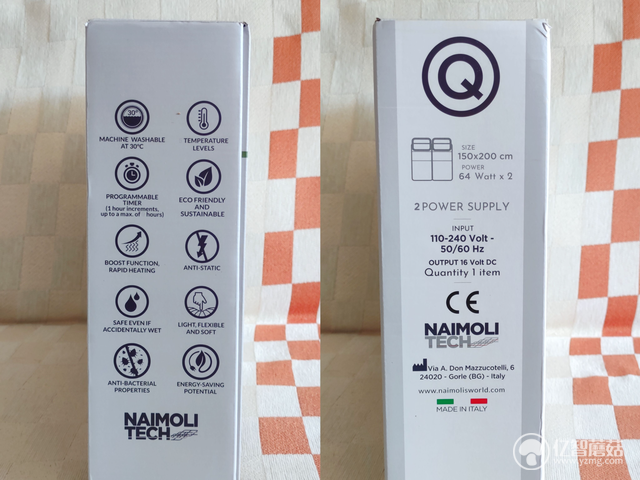 30°
MACHINE WASHABLE
AT 30°C
TEMPERATURE
LEVELS
PROGRAMMABLE
TIMER
(1 hour increments,
up to a max. of hours)
ECO FRIENDLY
AND
SUSTAINABLE
BOOST FUNCTION,
RAPID HEATING
ANTI-STATIC
SAFE EVEN IF
ACCIDENTALLY WET
LIGHT, FLEXIBLE
AND SOFT
ANTI-BACTERIAL
PROPERTIES
ENERGY-SAVING
POTENTIAL
NAIMOLI
TECH
Q
SIZE
150x200 cm
POWER
64 Watt x 2
2 POWER SUPPLY
INPUT
110-240 Volt -
50/60 Hz
OUTPUT 16 Volt DC
Quantity 1 item
CE
NAIMOLI
TECH
Via A. Don Mazzucotelli, 6
24020 - Gorle (BG) - Italy
www.naimolisworld.com
MADE IN ITALY
亿智蘑菇
www.yzmg.com